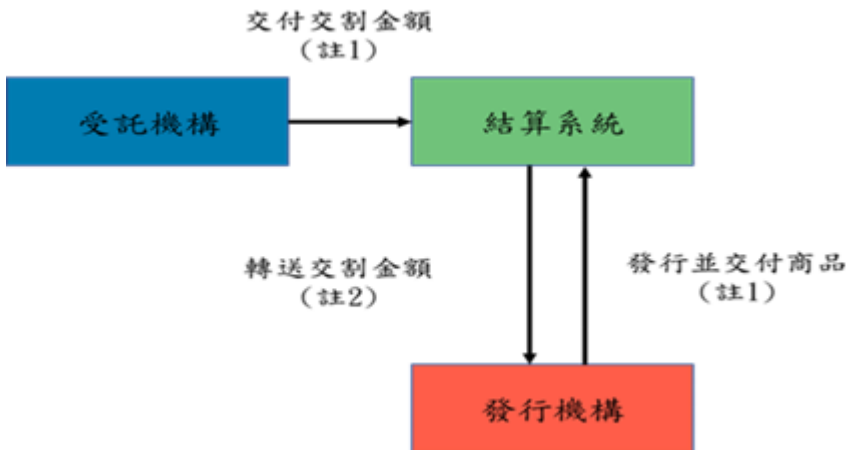 交付交割金額
（註1）
受託機構
結算系統
轉送交割金額
（註2）
發行並交付商品
（註1）
發行機構